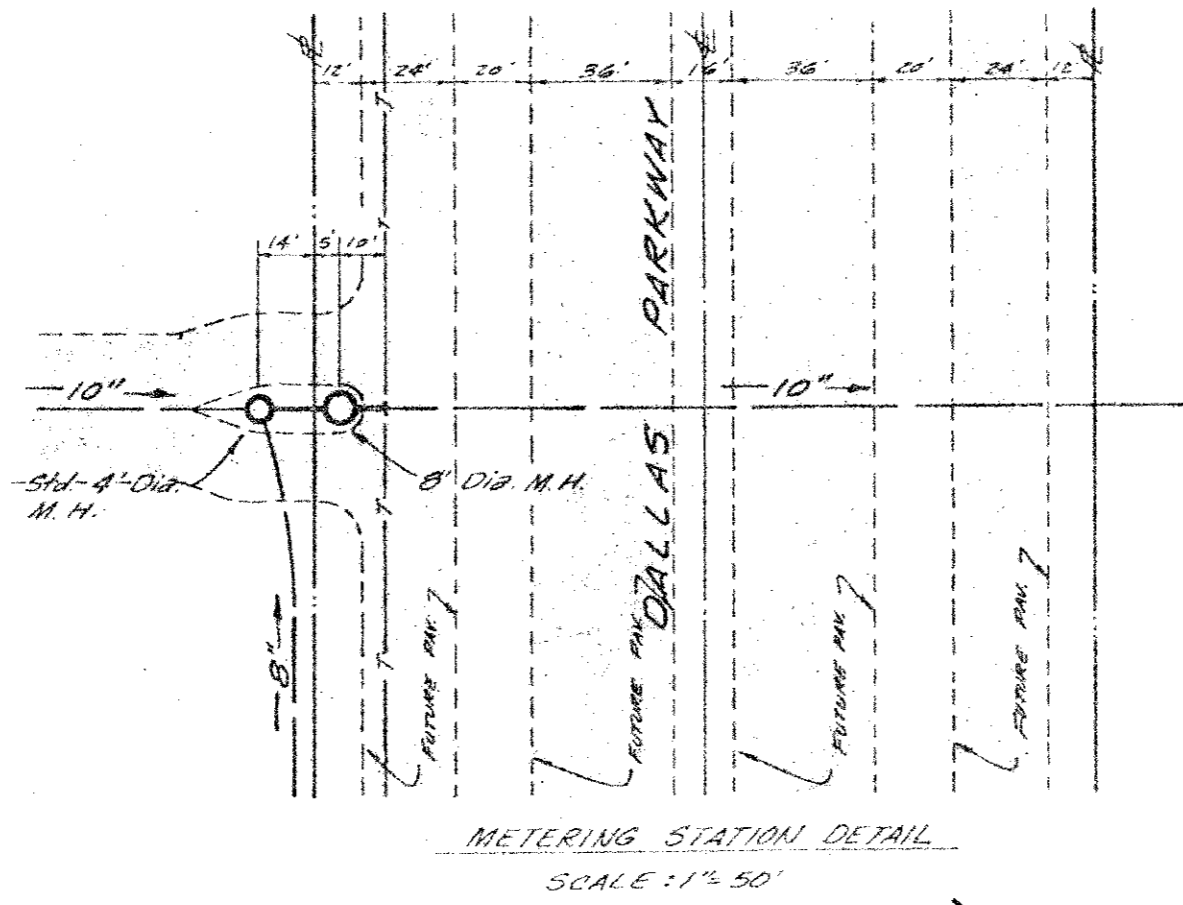 12' 24' 20' 36' 16' 36' 20' 24' 12
14' 5' 10'
DALLAS PARKWAY
10"
10"
Std. 4' Dia.
M.H.
8' Dia. M.H.
8"
T
T
T
T
FUTURE PAV.
FUTURE PAV.
FUTURE PAV.
FUTURE PAV.
METERING STATION DETAIL
SCALE : 1"= 50'